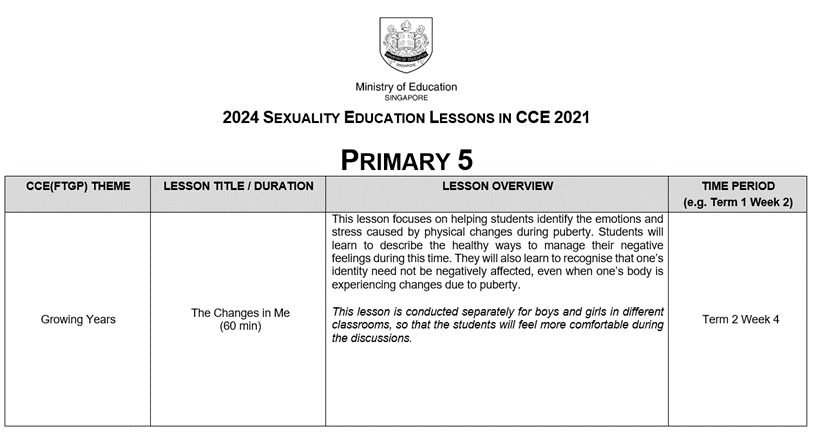 Ministry of Education
SINGAPORE
2024 SEXUALITY EDUCATION LESSONS IN CCE 2021
PRIMARY 5
CCE(FTGP) THEME
LESSON TITLE / DURATION
LESSON OVERVIEW
TIME PERIOD
(e.g. Term 1 Week 2)
Growing Years
The Changes in Me
(60 min)
This lesson focuses on helping students identify the emotions and
stress caused by physical changes during puberty. Students will
learn to describe the healthy ways to manage their negative
feelings during this time. They will also learn to recognise that one's
identity need not be negatively affected, even when one's body is
experiencing changes due to puberty.
This lesson is conducted separately for boys and girls in different
classrooms, so that the students will feel more comfortable during
the discussions.
Term 2 Week 4